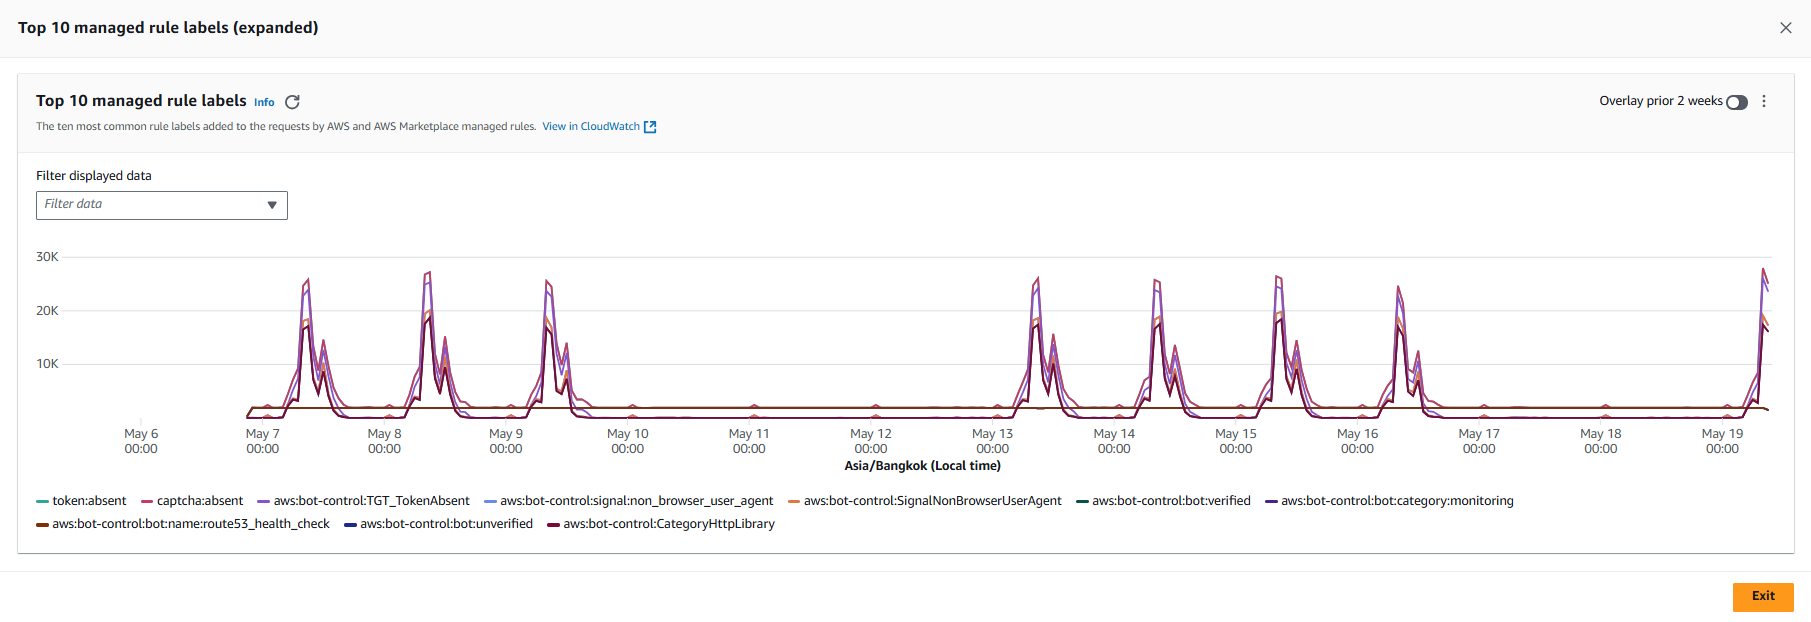 Top 10 managed rule labels (expanded)
Top 10 managed rule labels Info
Overlay prior 2 weeks
The ten most common rule labels added to the requests by AWS and AWS Marketplace managed rules. View in CloudWatch
Filter displayed data
Filter data
30K
20K
10K
May 6 May 7 May 8 May 9 May 10 May 11 May 12 May 13 May 14 May 15 May 16 May 17 May 18 May 19
00:00 00:00 00:00 00:00 00:00 00:00 00:00 00:00 00:00 00:00 00:00 00:00 00:00 00:00
Asia/Bangkok (Local time)
token:absent captcha:absent aws:bot-control:TGT_TokenAbsent aws:bot-control:signal:non_browser_user_agent aws:bot-control:SignalNonBrowserUserAgent aws:bot-control:bot:verified aws:bot-control:bot:category:monitoring
aws:bot-control:bot:name:route53_health_check aws:bot-control:bot:unverified aws:bot-control:CategoryHttpLibrary
Exit